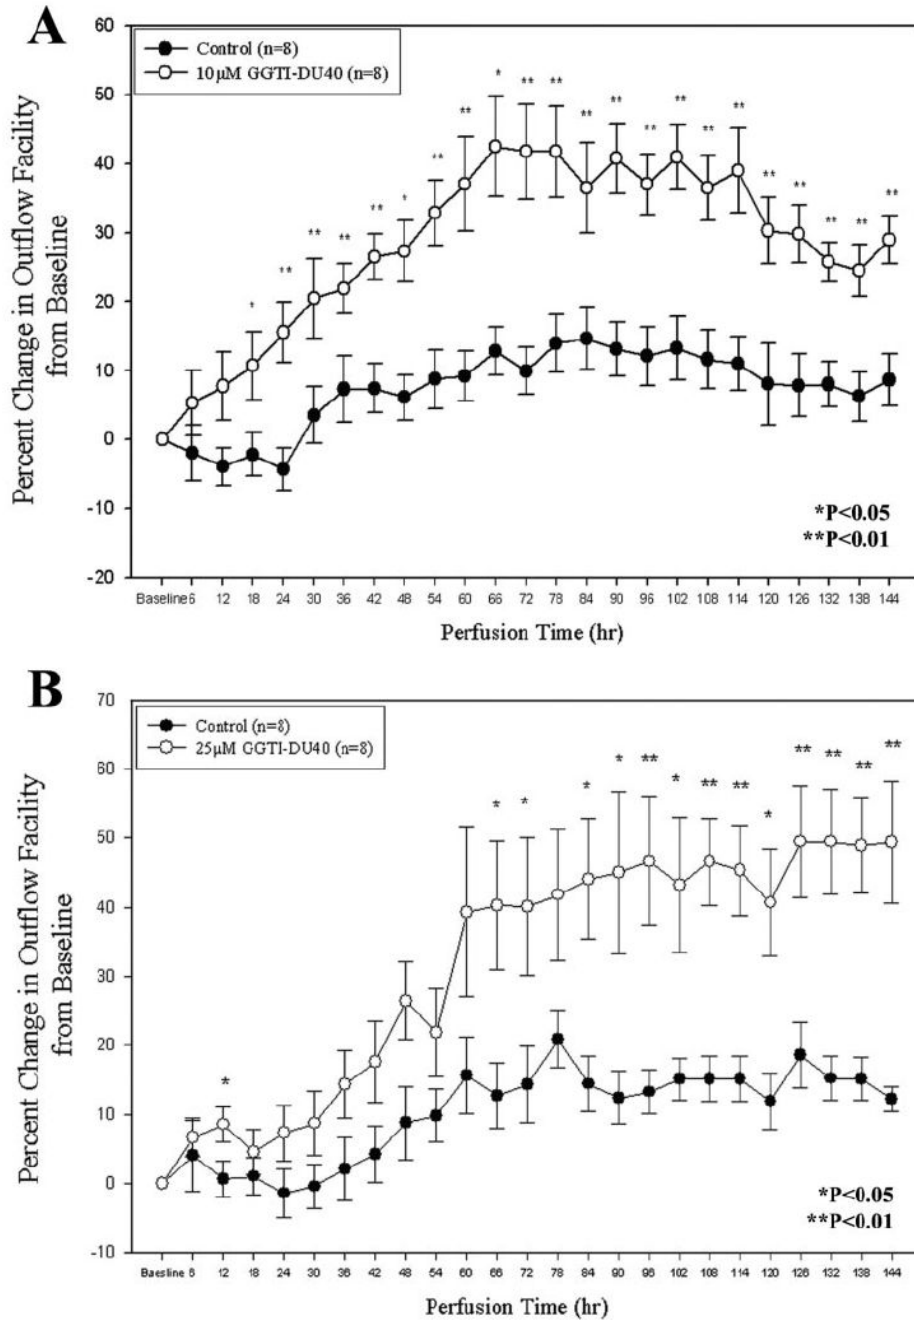 A
60
50
40
30
20
10
0
-10
-20
Percent Change in Outflow Facility
from Baseline
Control (n=8)
10µM GGTI-DU40 (n=8)
* ** ** ** ** * ** ** * ** ** ** ** ** ** ** ** ** ** ** ** **
*P<0.05
**P<0.01
Baseline 6 12 18 24 30 36 42 48 54 60 66 72 78 84 90 96 102 108 114 120 126 132 138 144
Perfusion Time (hr)
B
70
60
50
40
30
20
10
0
-10
Percent Change in Outflow Facility
from Baseline
Control (n=8)
25µM GGTI-DU40 (n=8)
* * * * * ** * ** ** * ** ** ** **
*P<0.05
**P<0.01
Baesline 6 12 18 24 30 36 42 48 54 60 66 72 78 84 90 96 102 108 114 120 126 132 138 144
Perfusion Time (hr)